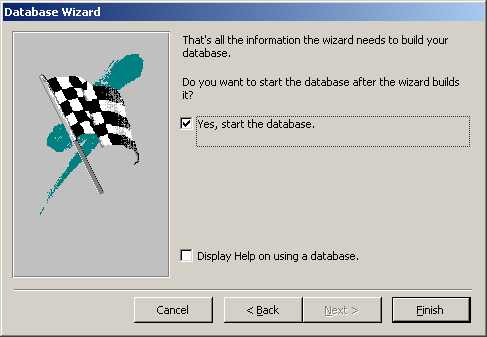 Database Wizard
That's all the information the wizard needs to build your
database.
Do you want to start the database after the wizard builds
it?
Yes, start the database.
Display Help on using a database.
Cancel
< Back
Next >
Finish